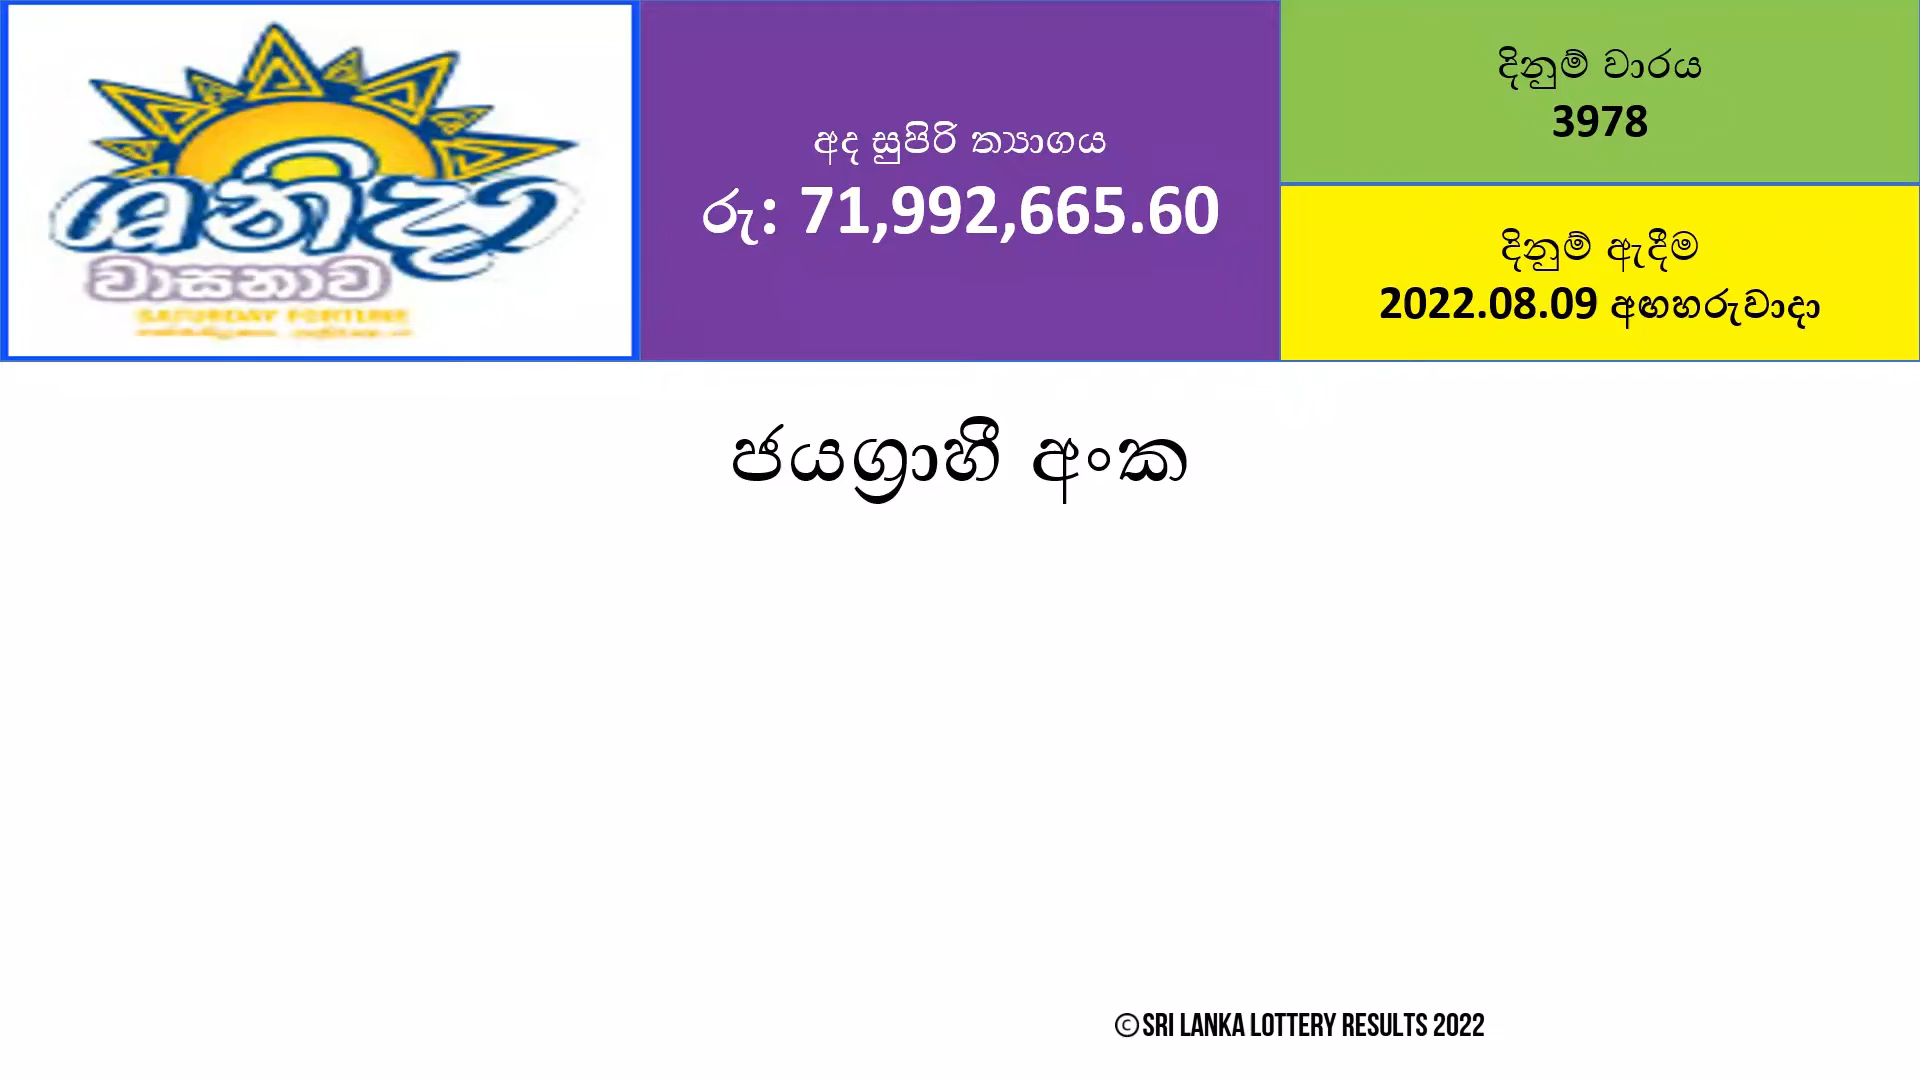 ශනිදා
වාසනාව
SATURDAY FORTUNE
අද සුපිරි ත්‍යාගය
රු: 71,992,665.60
දිනුම් වාරය
3978
දිනුම් ඇදීම
2022.08.09 අඟහරුවාදා
ජයග්‍රාහී අංක
©SRI LANKA LOTTERY RESULTS 2022